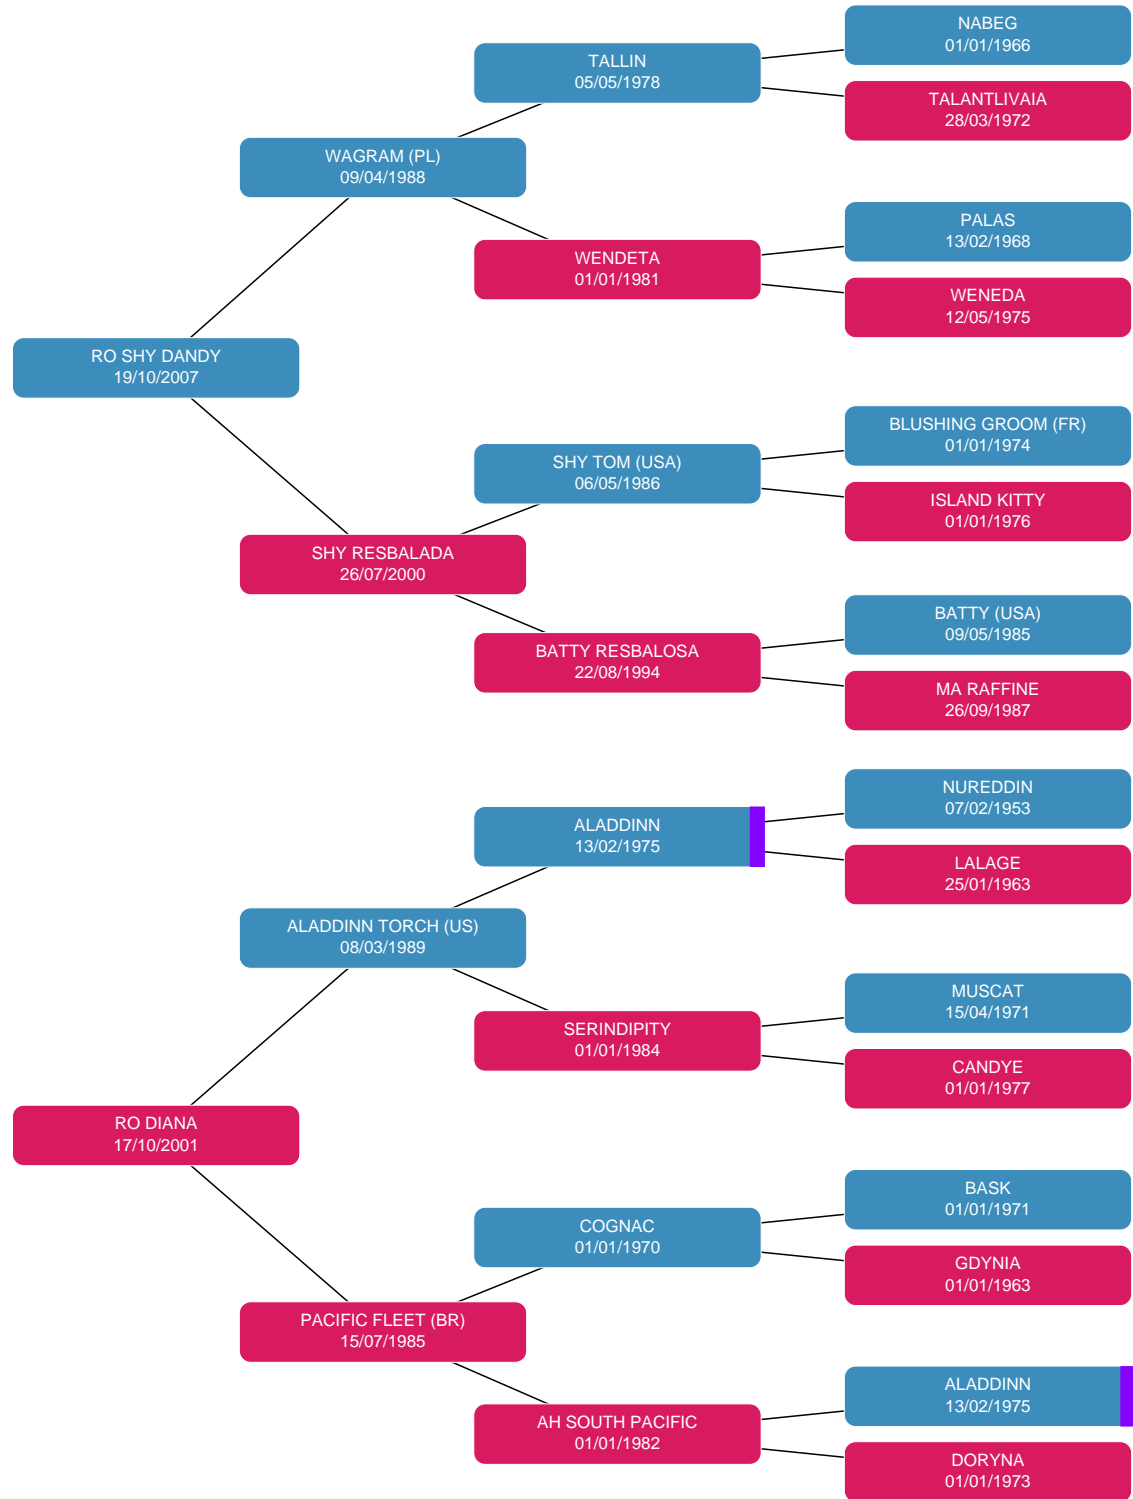 NABEG
01/01/1966
TALLIN
05/05/1978
TALANTLIVAIA
28/03/1972
WAGRAM (PL)
09/04/1988
PALAS
13/02/1968
WENDETA
01/01/1981
WENEDA
12/05/1975
RO SHY DANDY
19/10/2007
BLUSHING GROOM (FR)
01/01/1974
SHY TOM (USA)
06/05/1986
ISLAND KITTY
01/01/1976
SHY RESBALADA
26/07/2000
BATTY (USA)
09/05/1985
BATTY RESBALOSA
22/08/1994
MA RAFFINE
26/09/1987
NUREDDIN
07/02/1953
ALADDINN
13/02/1975
LALAGE
25/01/1963
ALADDINN TORCH (US)
08/03/1989
MUSCAT
15/04/1971
SERINDIPITY
01/01/1984
CANDYE
01/01/1977
RO DIANA
17/10/2001
BASK
01/01/1971
COGNAC
01/01/1970
GDYNIA
01/01/1963
PACIFIC FLEET (BR)
15/07/1985
ALADDINN
13/02/1975
AH SOUTH PACIFIC
01/01/1982
DORYNA
01/01/1973